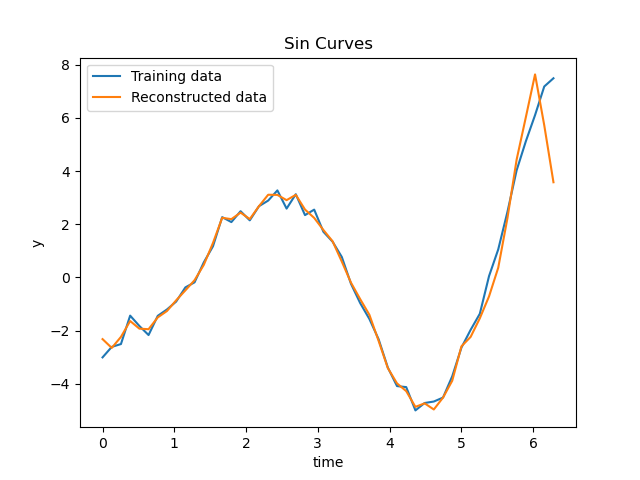 Sin Curves
Training data
Reconstructed data
8
6
4
2
0
−2
−4
y
0 1 2 3 4 5 6
time